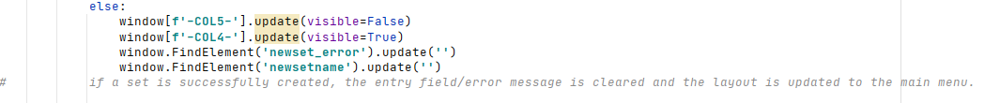 else:
window[f'-COL5-'].update(visible=False)
window[f'-COL4-'].update(visible=True)
window.FindElement('newset_error').update('')
window.FindElement('newsetname').update('')
# if a set is successfully created, the entry field/error message is cleared and the layout is updated to the main menu.